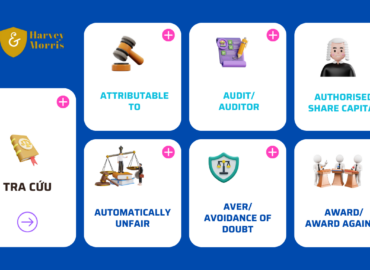 Harvey
&
Morris
ATTRIBUTABLE
TO
AUDIT/
AUDITOR
AUTHORISED
SHARE CAPITA
TRA CỨU
AUTOMATICALLY
UNFAIR
AVER/
AVOIDANCE OF
DOUBT
AWARD/
AWARD AGAIN